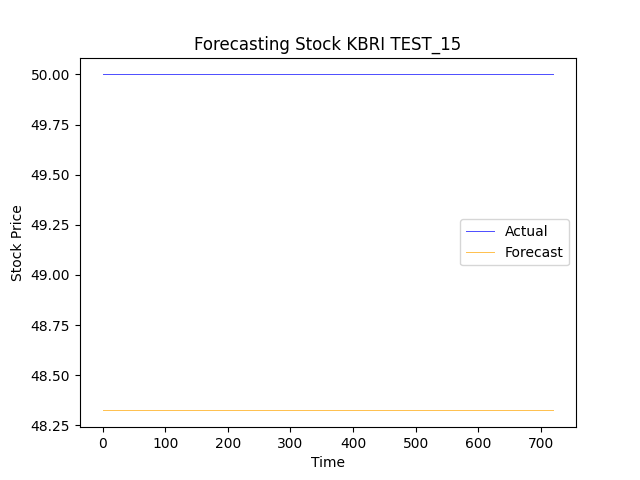 Forecasting Stock KBRI TEST_15
Stock Price
50.00
49.75
49.50
49.25
49.00
48.75
48.50
48.25
Actual
Forecast
0 100 200 300 400 500 600 700
Time